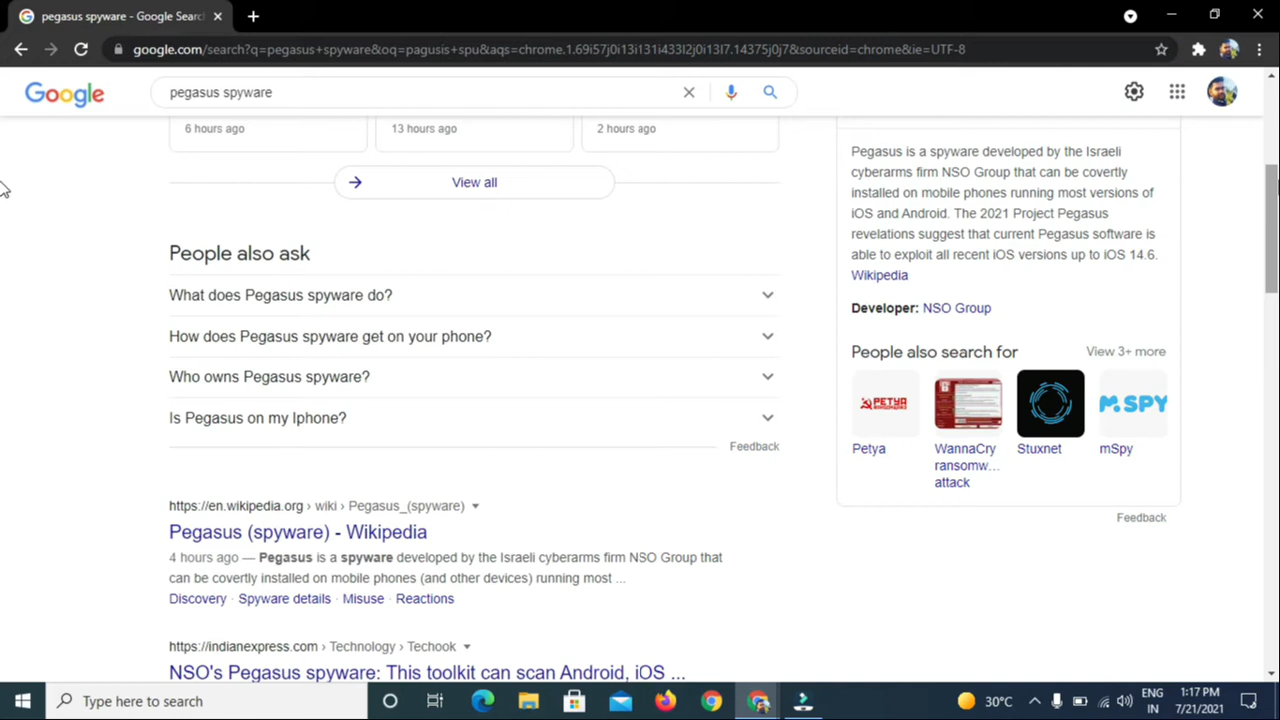 pegasus spyware - Google Searc
google.com/search?q=pegasus+spyware&oq=pagusis+spu&aqs=chrome.1.69i57j0i13i131i433l2j0i13l7.14375j0j7&sourceid=chrome&ie=UTF-8
Google
pegasus spyware
6 hours ago
13 hours ago
2 hours ago
View all
People also ask
What does Pegasus spyware do?
How does Pegasus spyware get on your phone?
Who owns Pegasus spyware?
Is Pegasus on my Iphone?
Feedback
https://en.wikipedia.org › wiki › Pegasus_(spyware)
Pegasus (spyware) - Wikipedia
4 hours ago — Pegasus is a spyware developed by the Israeli cyberarms firm NSO Group that
can be covertly installed on mobile phones (and other devices) running most ...
Discovery · Spyware details · Misuse · Reactions
https://indianexpress.com › Technology › Techook
NSO's Pegasus spyware: This toolkit can scan Android, iOS ...
Pegasus is a spyware developed by the Israeli
cyberarms firm NSO Group that can be covertly
installed on mobile phones running most versions of
iOS and Android. The 2021 Project Pegasus
revelations suggest that current Pegasus software is
able to exploit all recent iOS versions up to iOS 14.6.
Wikipedia
Developer: NSO Group
People also search for
View 3+ more
PETYA
mSPY
Petya
WannaCry
ransomw...
attack
Stuxnet
mSpy
Feedback
Type here to search
30°C
ENG
IN
1:17 PM
7/21/2021